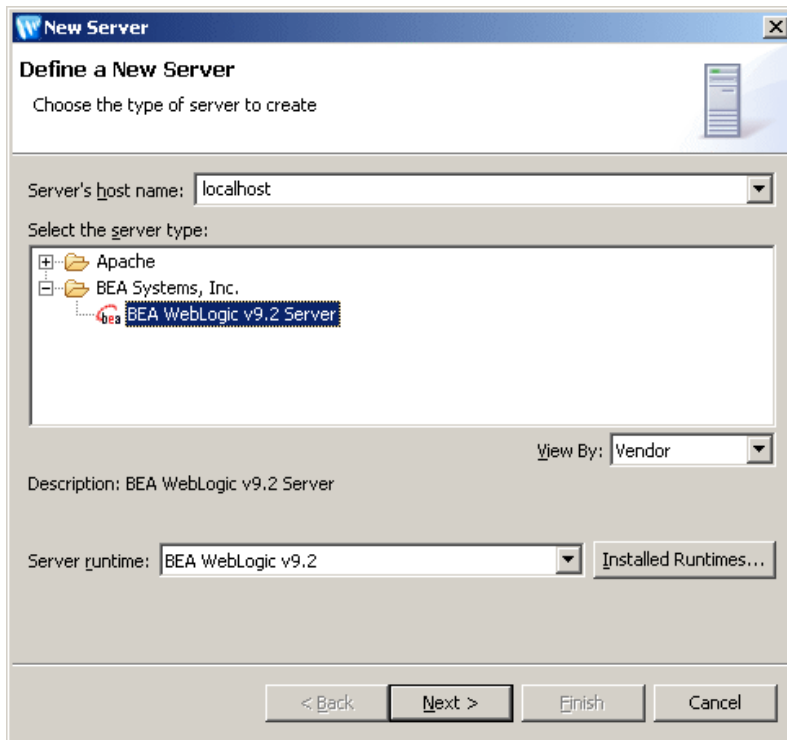 New Server
Define a New Server
Choose the type of server to create
Server's host name: localhost
Select the server type:
Apache
BEA Systems, Inc.
bea BEA WebLogic v9.2 Server
View By: Vendor
Description: BEA WebLogic v9.2 Server
Server runtime: BEA WebLogic v9.2 Installed Runtimes...
< Back Next > Finish Cancel